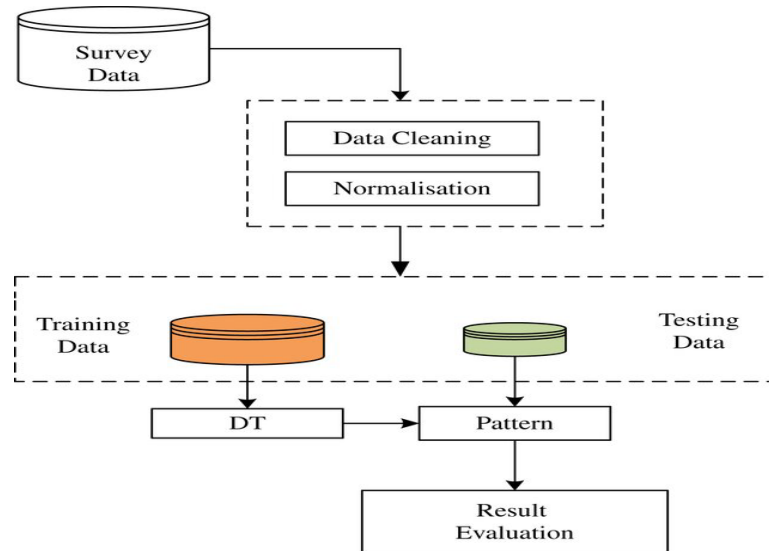 Survey
Data
Data Cleaning
Normalisation
Training
Data
Testing
Data
DT
Pattern
Result
Evaluation